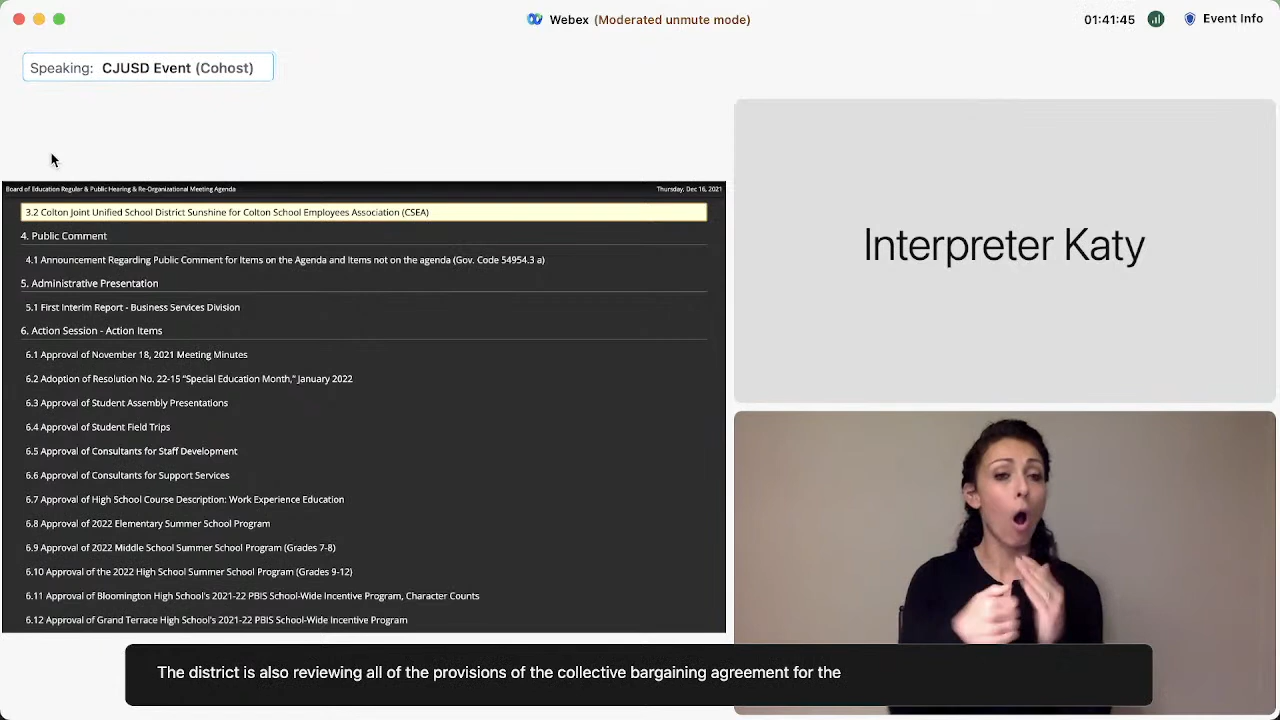 Webex (Moderated unmute mode)
01:41:45
Event Info
Speaking: CJUSD Event (Cohost)
Board of Education Regular & Public Hearing & Re-Organizational Meeting Agenda
Thursday, Dec 16, 2021
3.2 Colton Joint Unified School District Sunshine for Colton School Employees Association (CSEA)
4. Public Comment
4.1 Announcement Regarding Public Comment for Items on the Agenda and Items not on the agenda (Gov. Code 54954.3 a)
5. Administrative Presentation
5.1 First Interim Report - Business Services Division
6. Action Session - Action Items
6.1 Approval of November 18, 2021 Meeting Minutes
6.2 Adoption of Resolution No. 22-15 "Special Education Month," January 2022
6.3 Approval of Student Assembly Presentations
6.4 Approval of Student Field Trips
6.5 Approval of Consultants for Staff Development
6.6 Approval of Consultants for Support Services
6.7 Approval of High School Course Description: Work Experience Education
6.8 Approval of 2022 Elementary Summer School Program
6.9 Approval of 2022 Middle School Summer School Program (Grades 7-8)
6.10 Approval of the 2022 High School Summer School Program (Grades 9-12)
6.11 Approval of Bloomington High School's 2021-22 PBIS School-Wide Incentive Program, Character Counts
6.12 Approval of Grand Terrace High School's 2021-22 PBIS School-Wide Incentive Program
Interpreter Katy
The district is also reviewing all of the provisions of the collective bargaining agreement for the